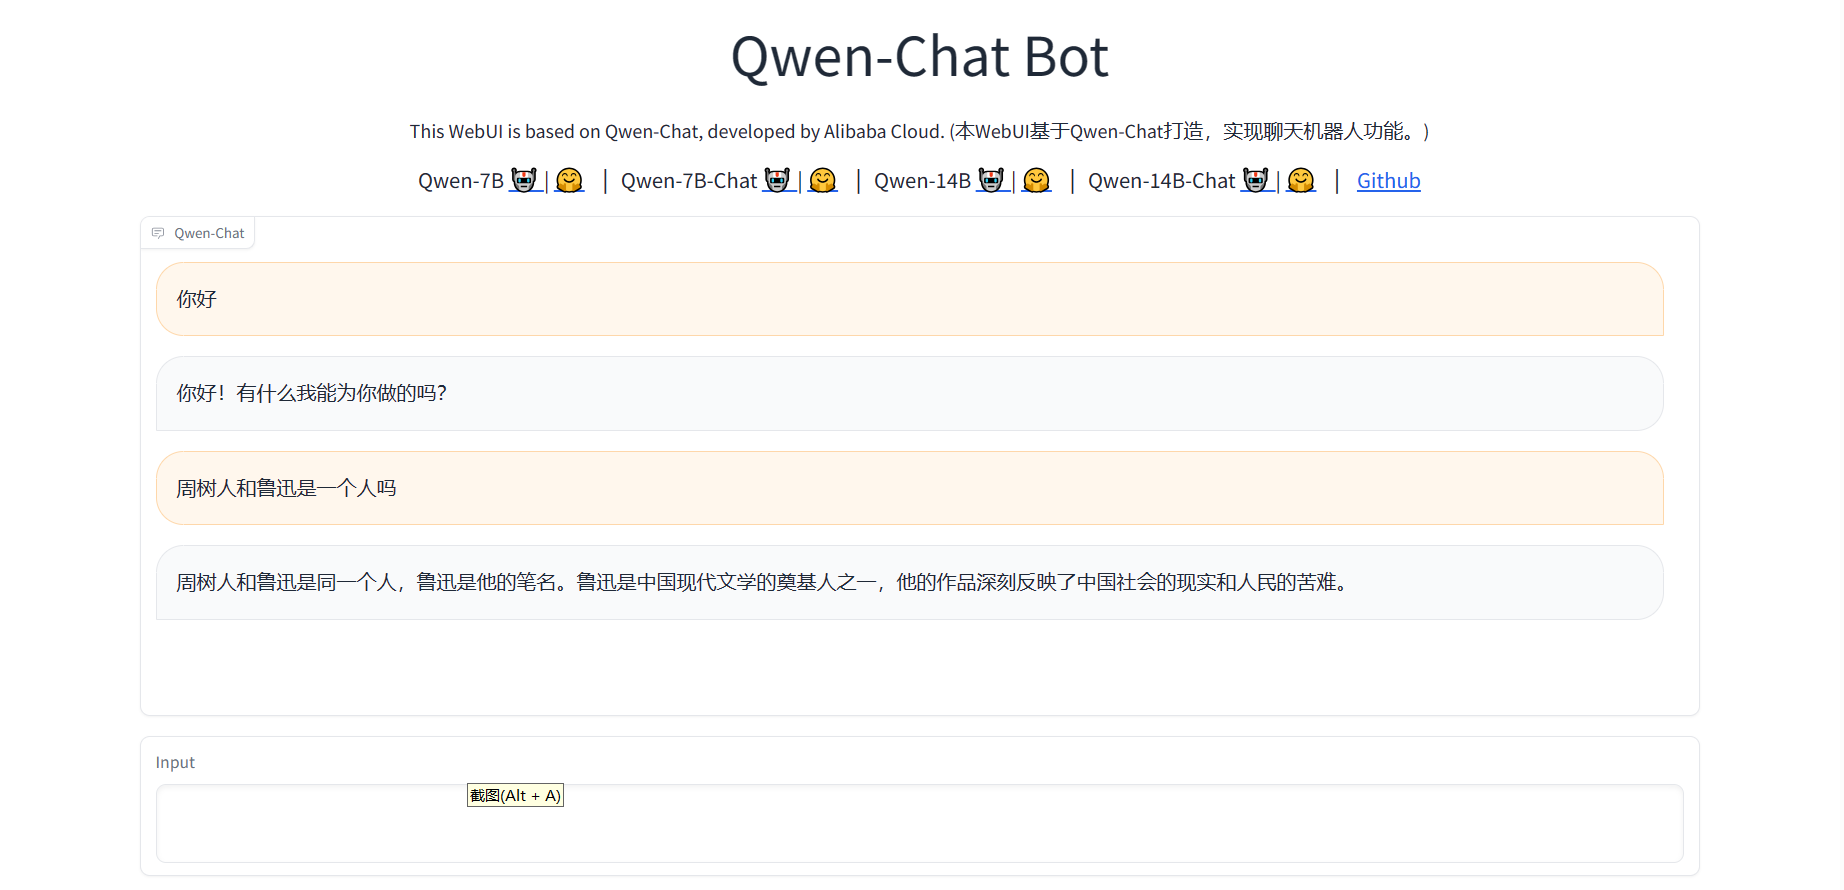 Qwen-Chat Bot
This WebUI is based on Qwen-Chat, developed by Alibaba Cloud. (本WebUI基于Qwen-Chat打造，实现聊天机器人功能。)
Qwen-7B 🤖 | 🤗 | Qwen-7B-Chat 🤖 | 🤗 | Qwen-14B 🤖 | 🤗 | Qwen-14B-Chat 🤖 | 🤗 | Github
Qwen-Chat
你好
你好！有什么我能为你做的吗？
周树人和鲁迅是一个人吗
周树人和鲁迅是同一个人，鲁迅是他的笔名。鲁迅是中国现代文学的奠基人之一，他的作品深刻反映了中国社会的现实和人民的苦难。
Input
截图(Alt + A)